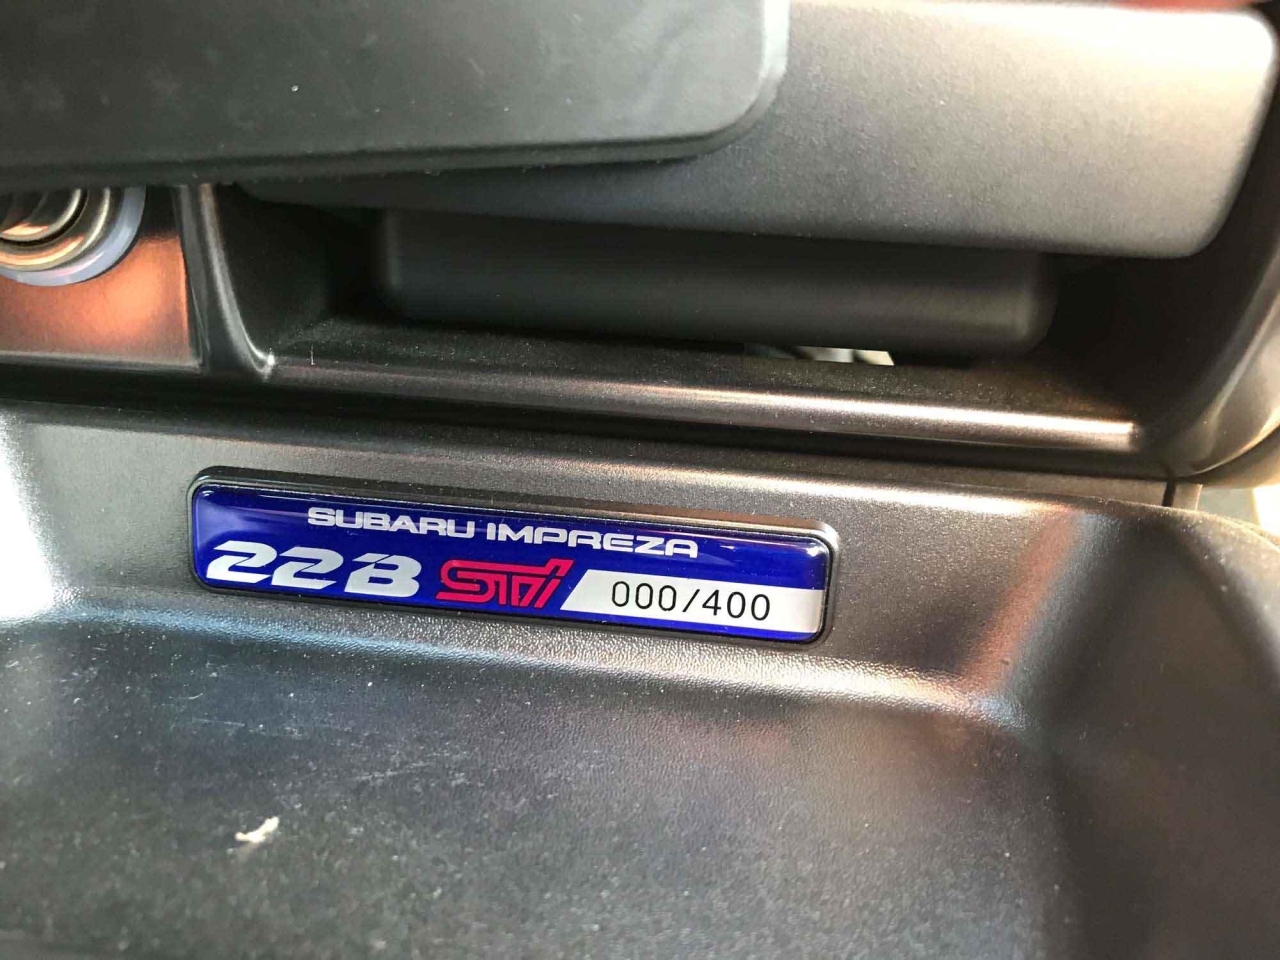 SUBARU IMPREZA
22B STi 000/400